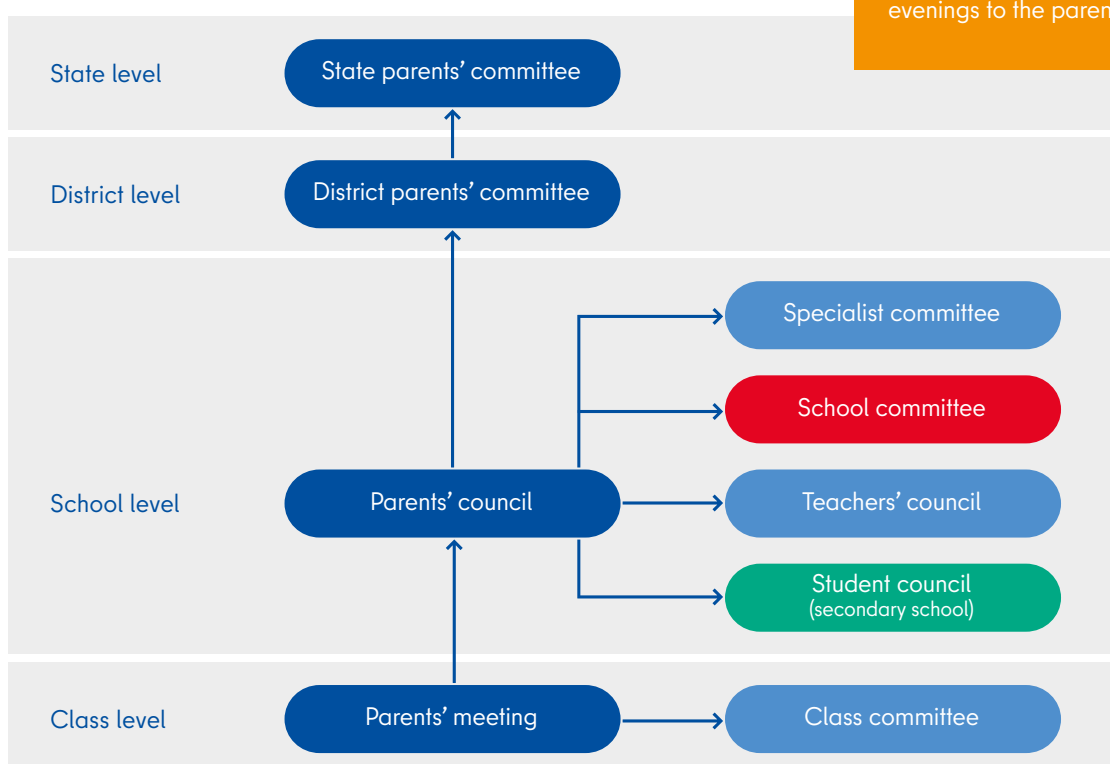 evenings to the paren
State level
State parents’ committee
District level
District parents’ committee
Specialist committee
School committee
School level
Parents’ council
Teachers’ council
Student council
(secondary school)
Class level
Parents’ meeting
Class committee